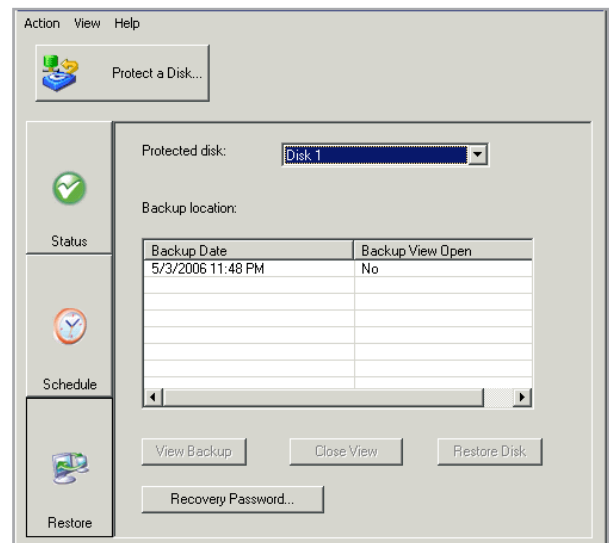 Action View Help
Protect a Disk...
Protected disk: Disk 1
Backup location:
Status
Backup Date Backup View Open
5/3/2006 11:48 PM No
Schedule
View Backup Close View Restore Disk
Recovery Password...
Restore